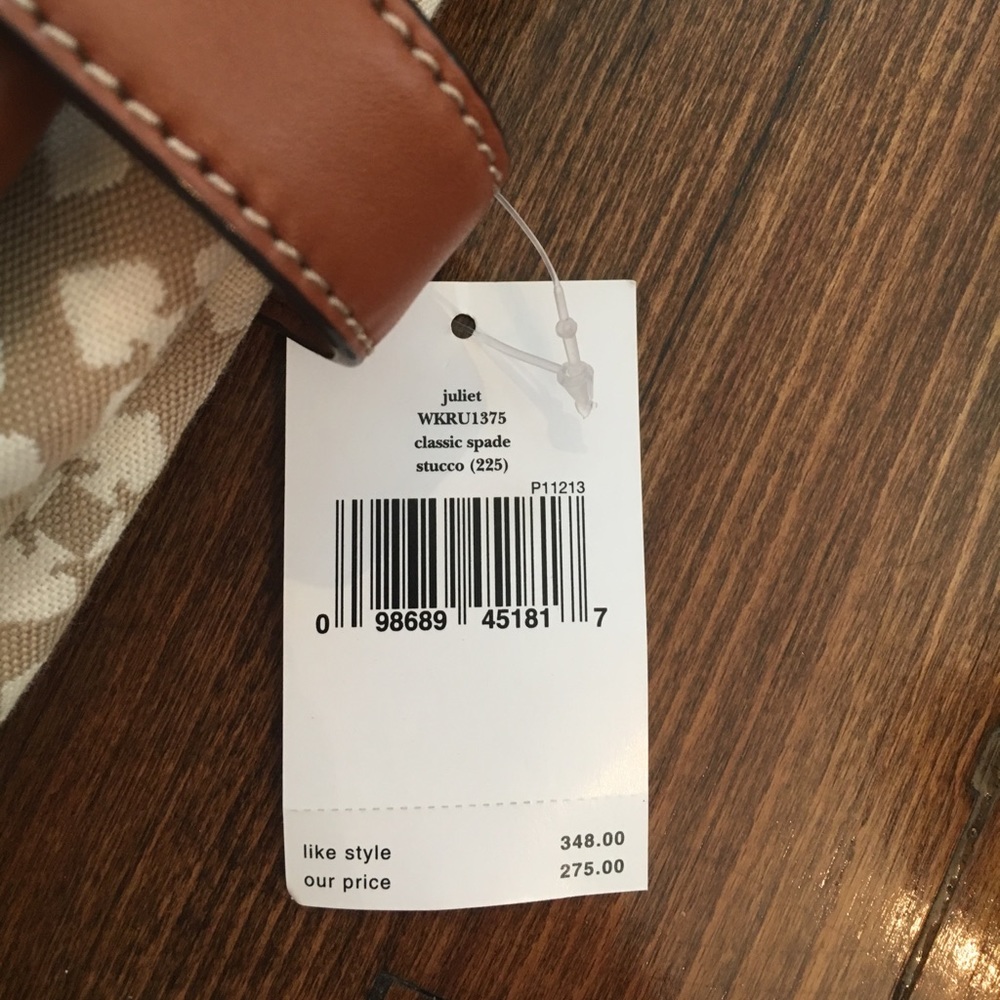 juliet
WKRU1375
classic spade
stucco (225)
P11213
0 98689 45181 7
like style 348.00
our price 275.00